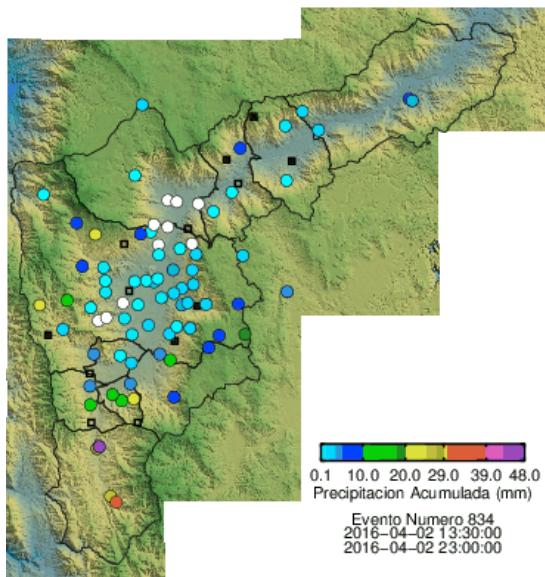 0.1 10.0 20.0 29.0 39.0 48.0
Precipitacion Acumulada (mm)
Evento Numero 834
2016-04-02 13:30:00
2016-04-02 23:00:00